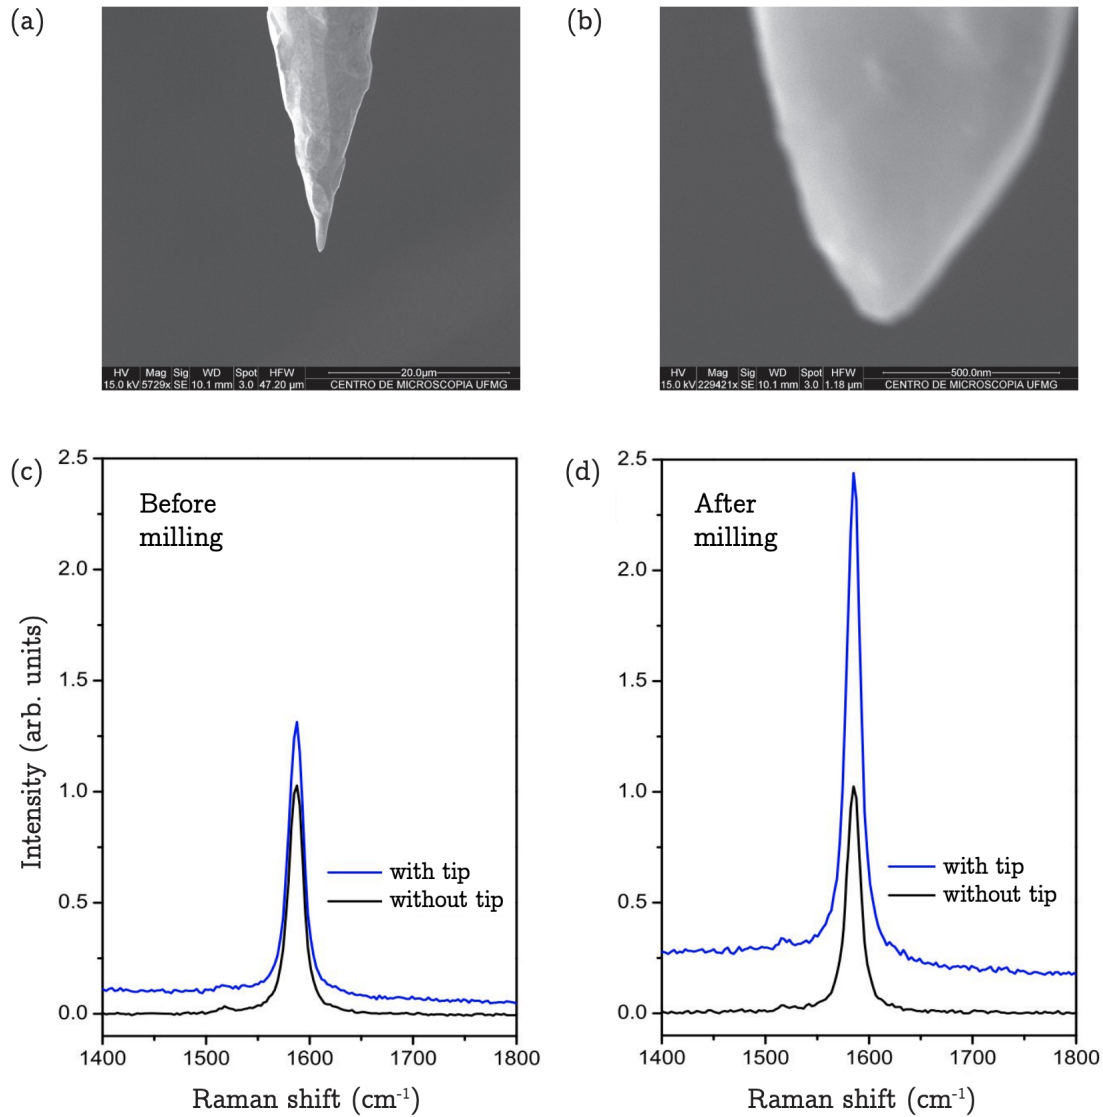 (a)
HV Mag Sig WD Spot HFW 20.0µm
15.0 kV 5729x SE 10.1 mm 3.0 47.20 µm CENTRO DE MICROSCOPIA UFMG
(b)
HV Mag Sig WD Spot HFW 500.0nm
15.0 kV 229421x SE 10.1 mm 3.0 1.18 µm CENTRO DE MICROSCOPIA UFMG
(c)
Before
milling
2.5
2.0
1.5
1.0
0.5
0.0
with tip
without tip
1400 1500 1600 1700 1800
Intensity (arb. units)
Raman shift (cm⁻¹)
(d)
After
milling
2.5
2.0
1.5
1.0
0.5
0.0
with tip
without tip
1400 1500 1600 1700 1800
Raman shift (cm⁻¹)